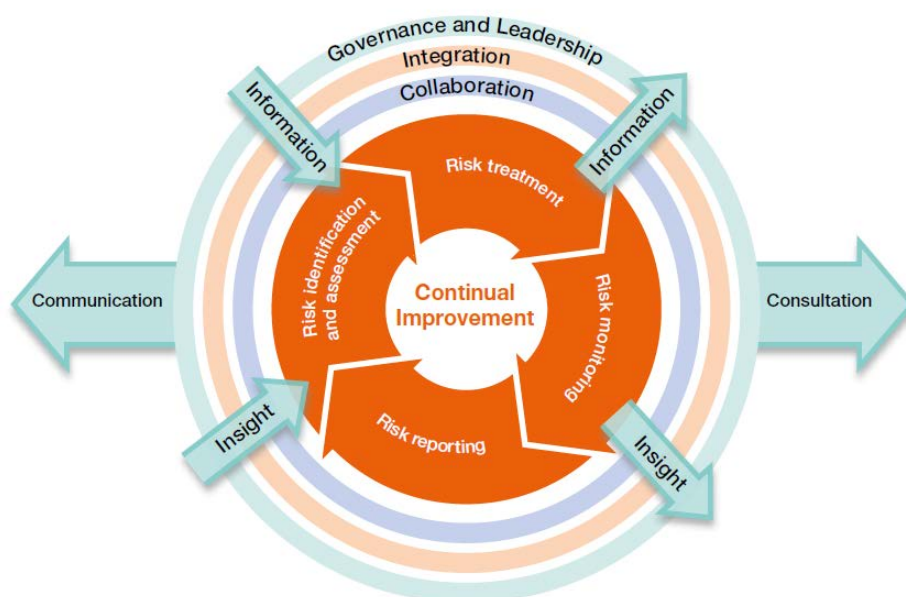 Governance and Leadership
Integration
Collaboration
Information
Information
Risk treatment
Risk identification
and assessment
Continual
Improvement
Communication
Consultation
Risk monitoring
Risk reporting
Insight
Insight